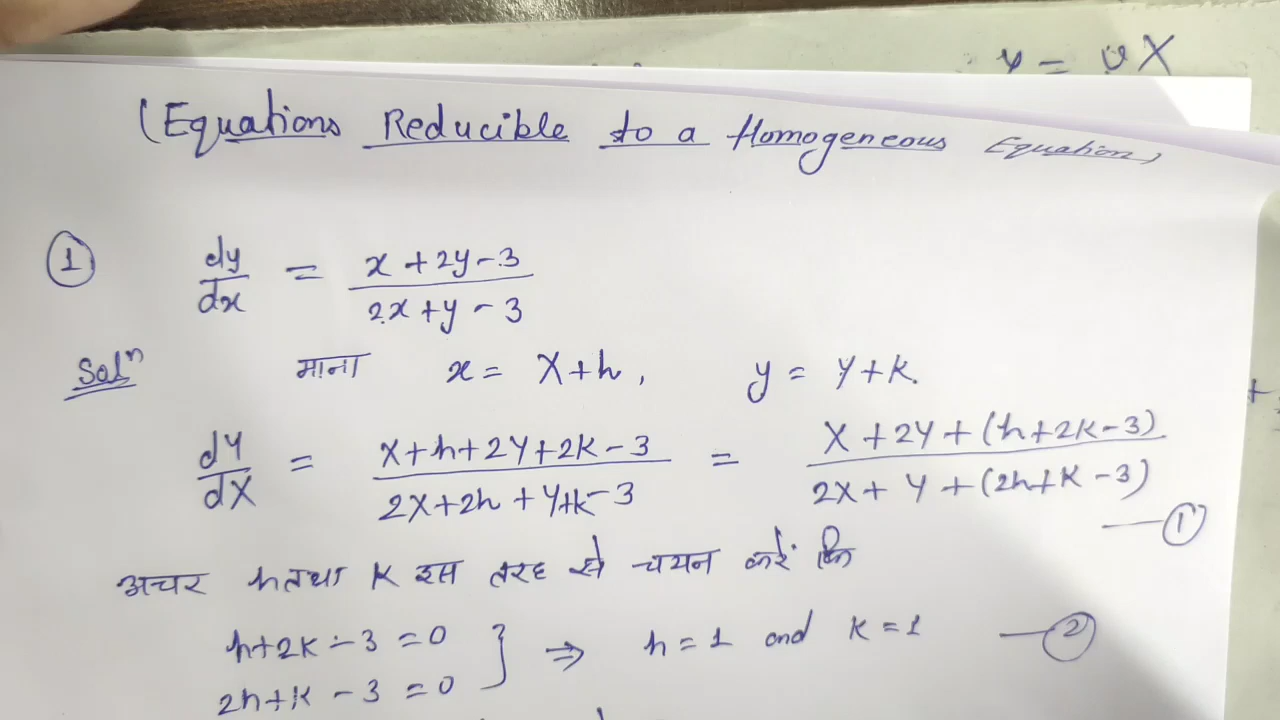 y = vX
(Equations Reducible to a Homogeneous Equation)
① dy/dx = x+2y-3 / 2x+y-3
Solⁿ माना x = X+h, y = Y+k.
dY/dX = X+h+2Y+2k-3 / 2X+2h+Y+k-3 = X+2Y+(h+2k-3) / 2X+Y+(2h+k-3) —①
अचर h तथा K इस तरह से चयन करें कि
h+2k-3=0
2h+k-3=0 } ⇒ h=1 and k=1 —②